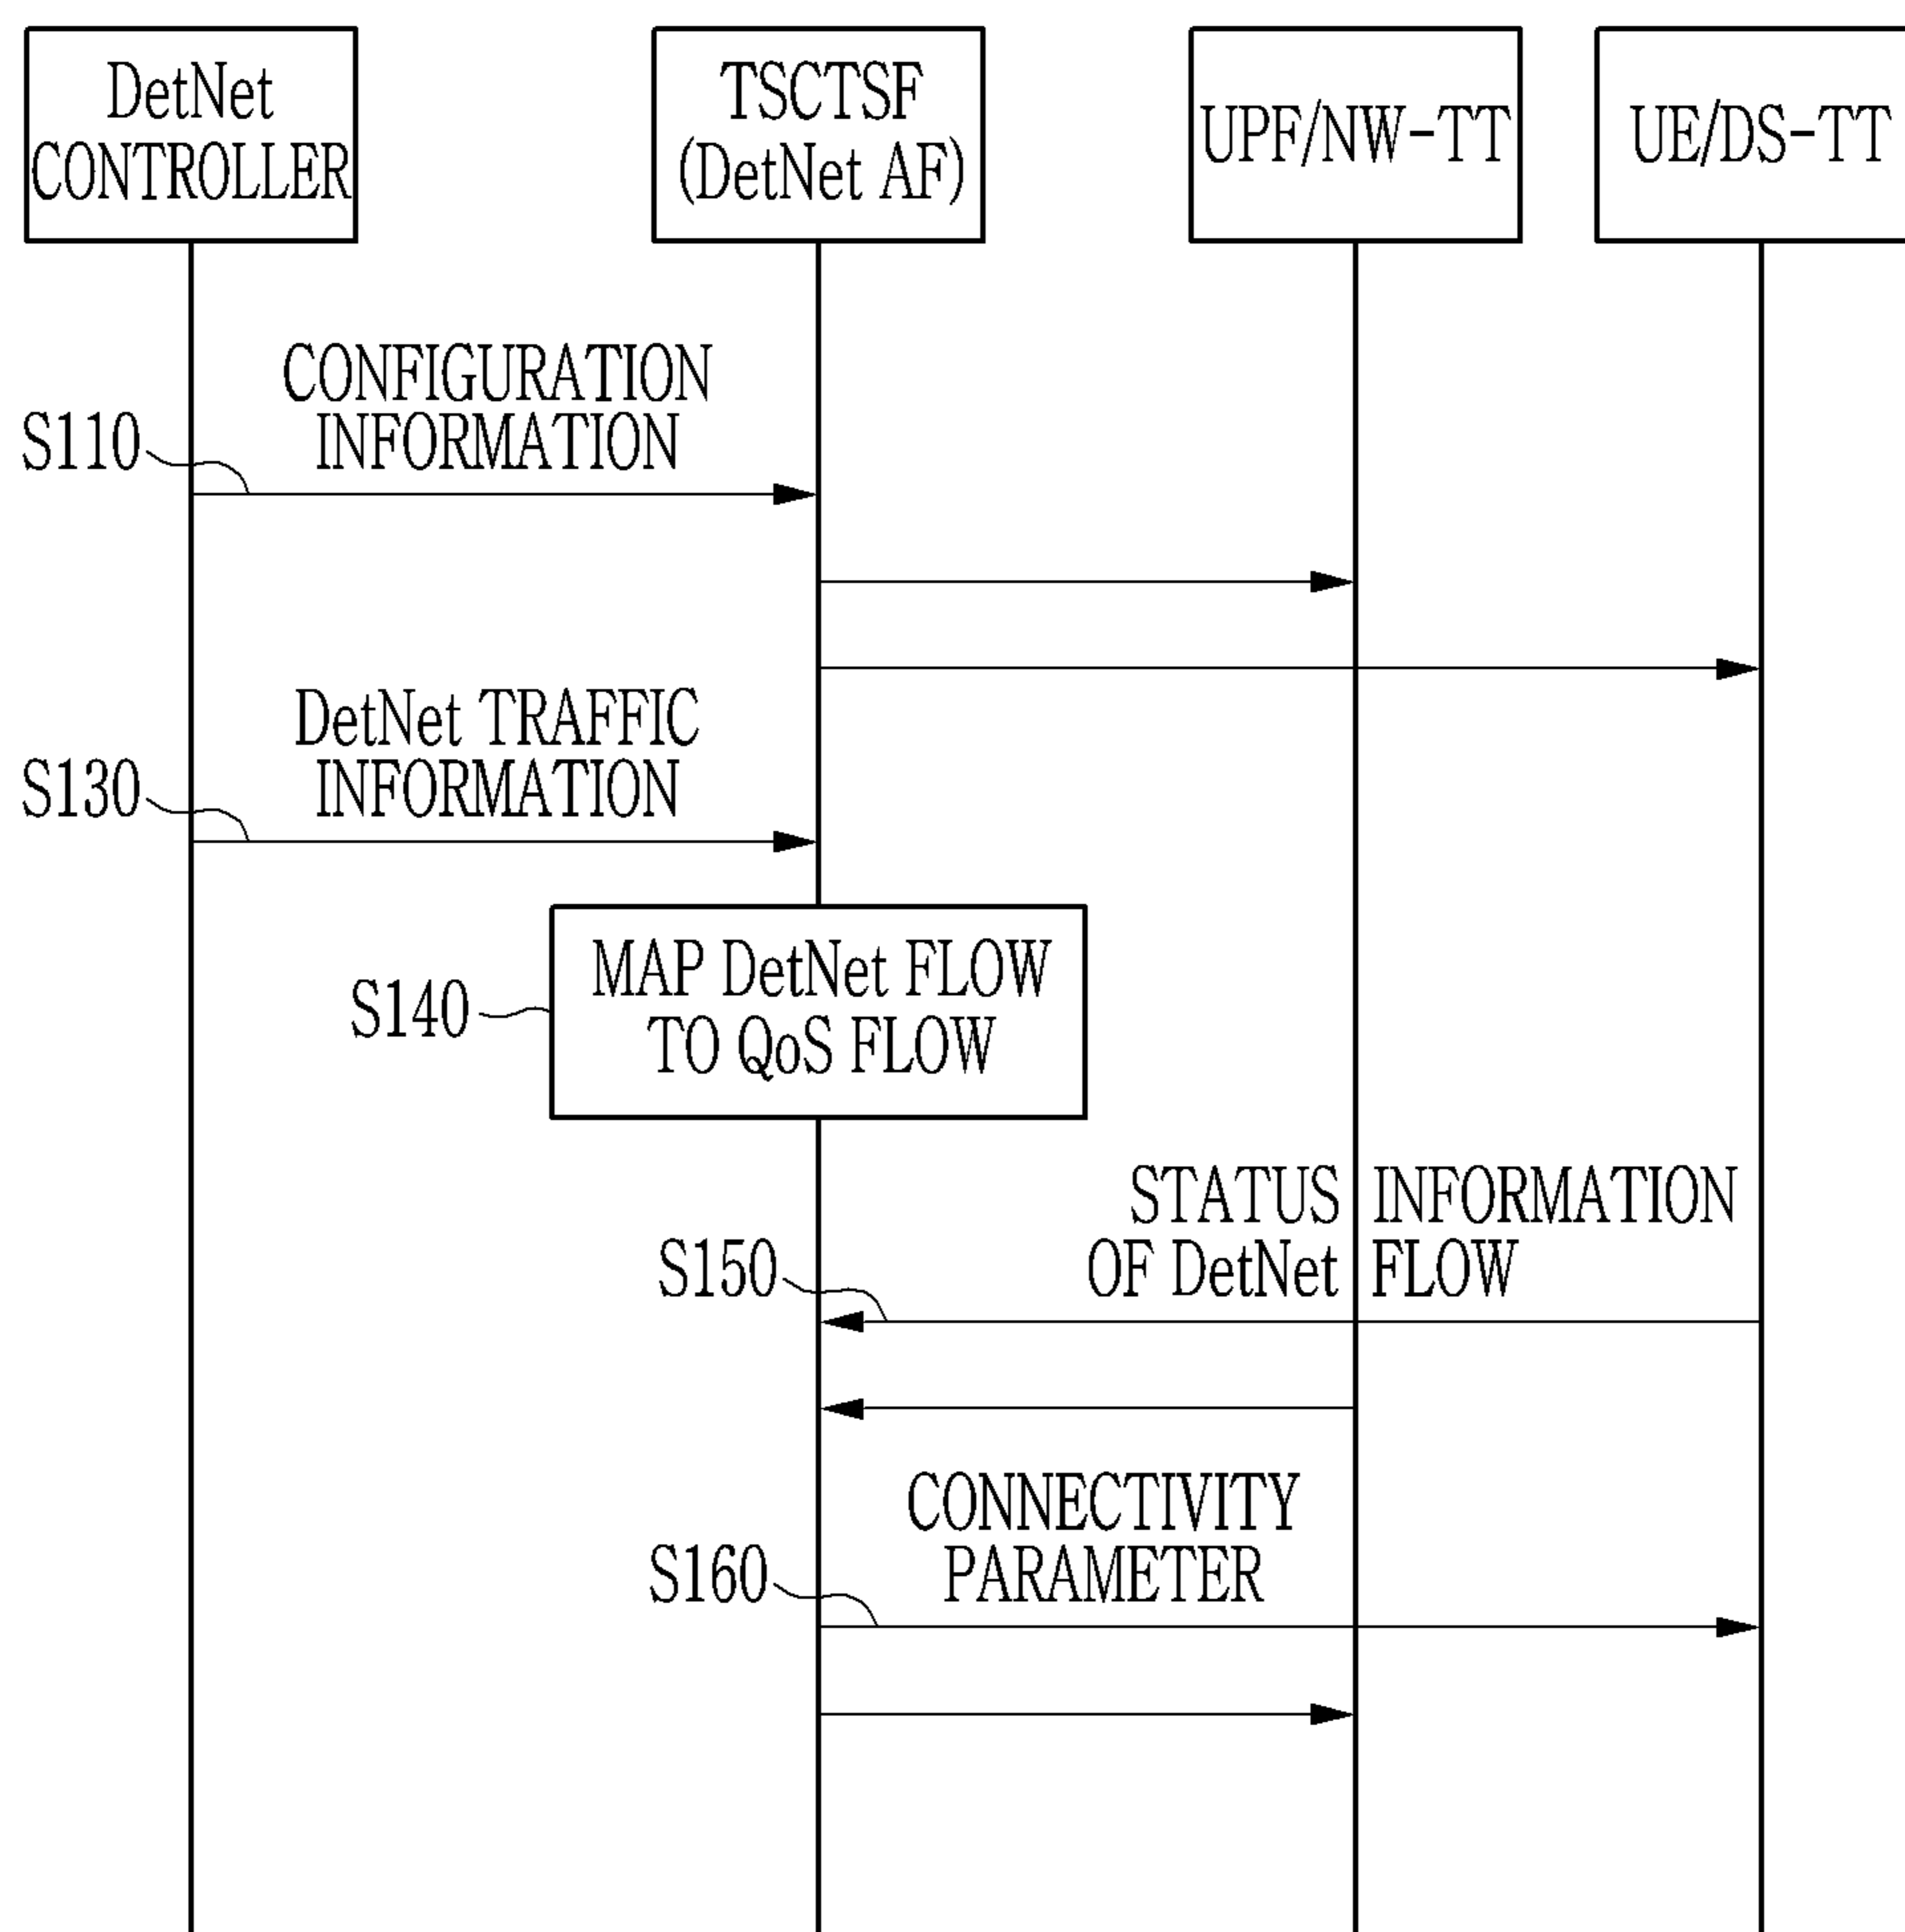 DetNet
CONTROLLER
TSCTSF
(DetNet AF)
UPF/NW-TT
UE/DS-TT
CONFIGURATION
INFORMATION
S110
DetNet TRAFFIC
INFORMATION
S130
MAP DetNet FLOW
TO QoS FLOW
S140
STATUS INFORMATION
OF DetNet FLOW
S150
CONNECTIVITY
PARAMETER
S160